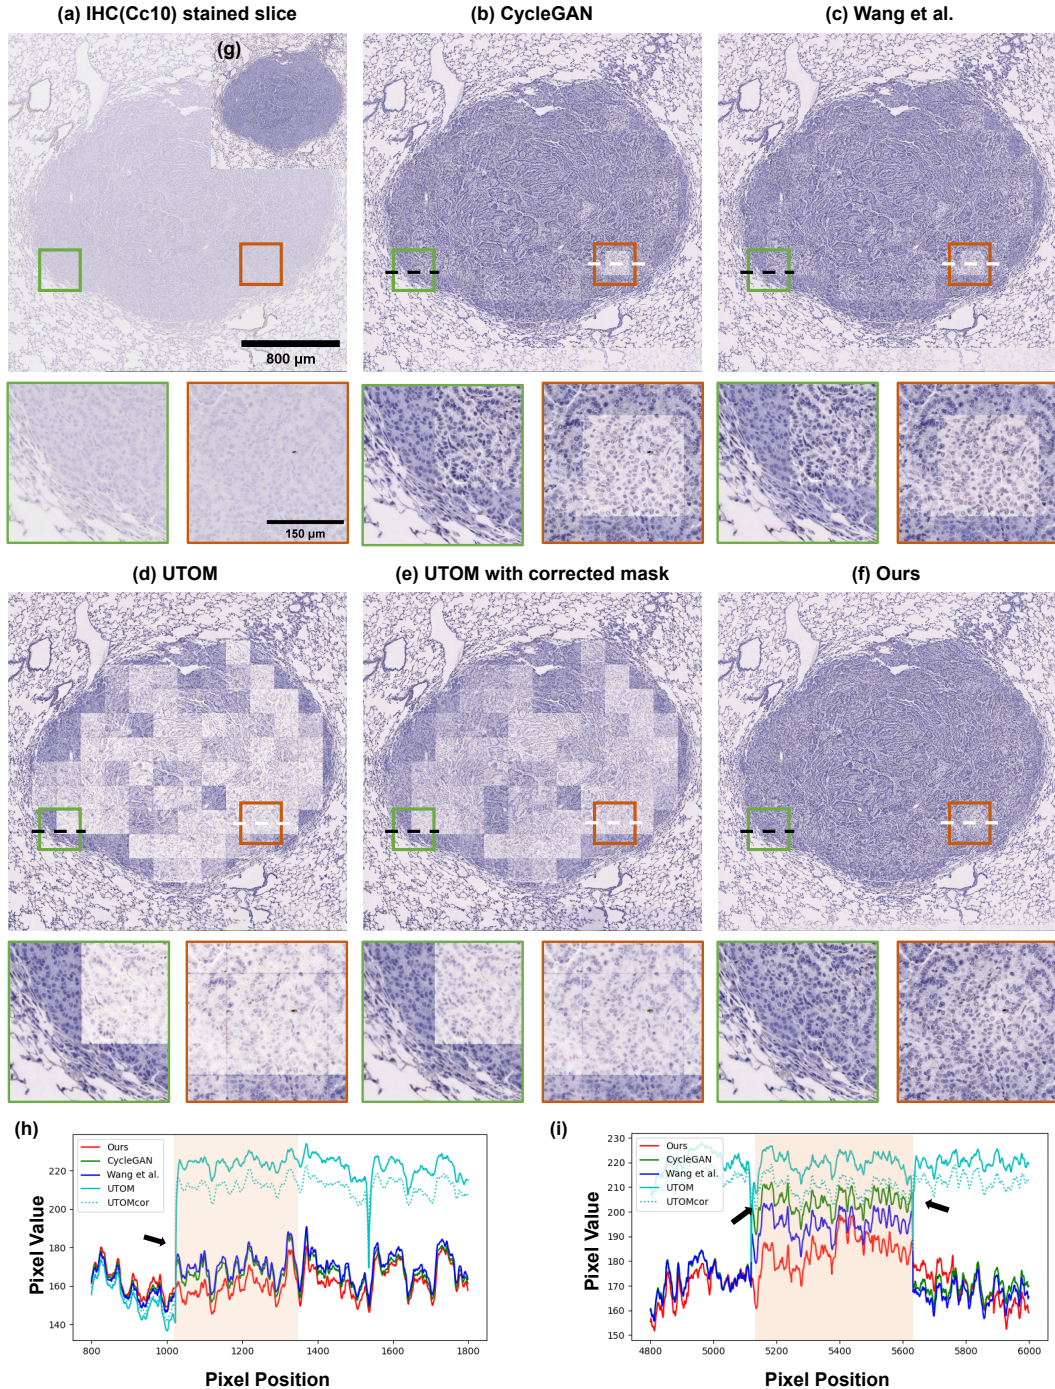 (a) IHC(Cc10) stained slice
(b) CycleGAN
(c) Wang et al.
(g)
800 μm
150 μm
(d) UTOM
(e) UTOM with corrected mask
(f) Ours
(h)
Ours
CycleGAN
Wang et al.
UTOM
UTOMcor
220
200
180
160
140
Pixel Value
800
1000
1200
1400
1600
1800
Pixel Position
(i)
Ours
CycleGAN
Wang et al.
UTOM
UTOMcor
230
220
210
200
190
180
170
160
150
Pixel Value
4800
5000
5200
5400
5600
5800
6000
Pixel Position